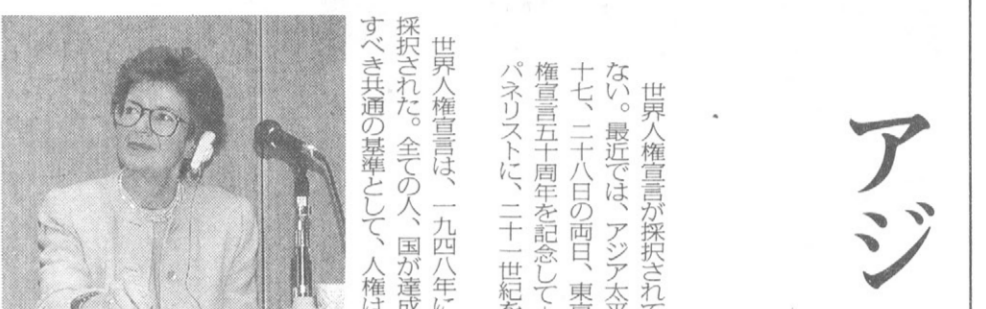 アジ
世界人権宣言が採択されて
ない。最近では、アジア太平
十七、二十八日の両日、東京
権宣言五十周年を記念して
パネリストに、二十一世紀を
世界人権宣言は、一九四八年に
採択された。全ての人、国が達成
すべき共通の基準として、人権は